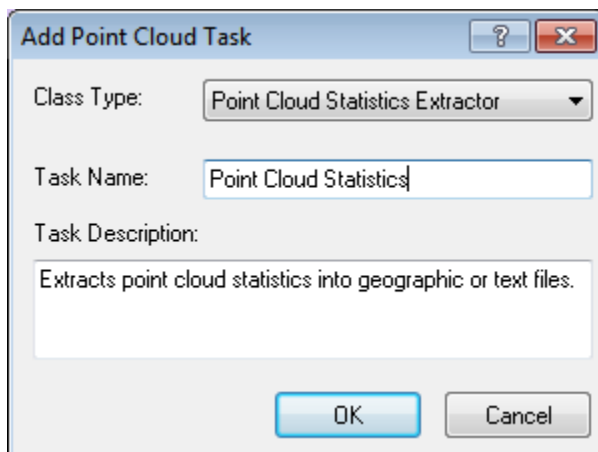 Add Point Cloud Task
?
Class Type: Point Cloud Statistics Extractor
Task Name: Point Cloud Statistics
Task Description:
Extracts point cloud statistics into geographic or text files.
OK Cancel